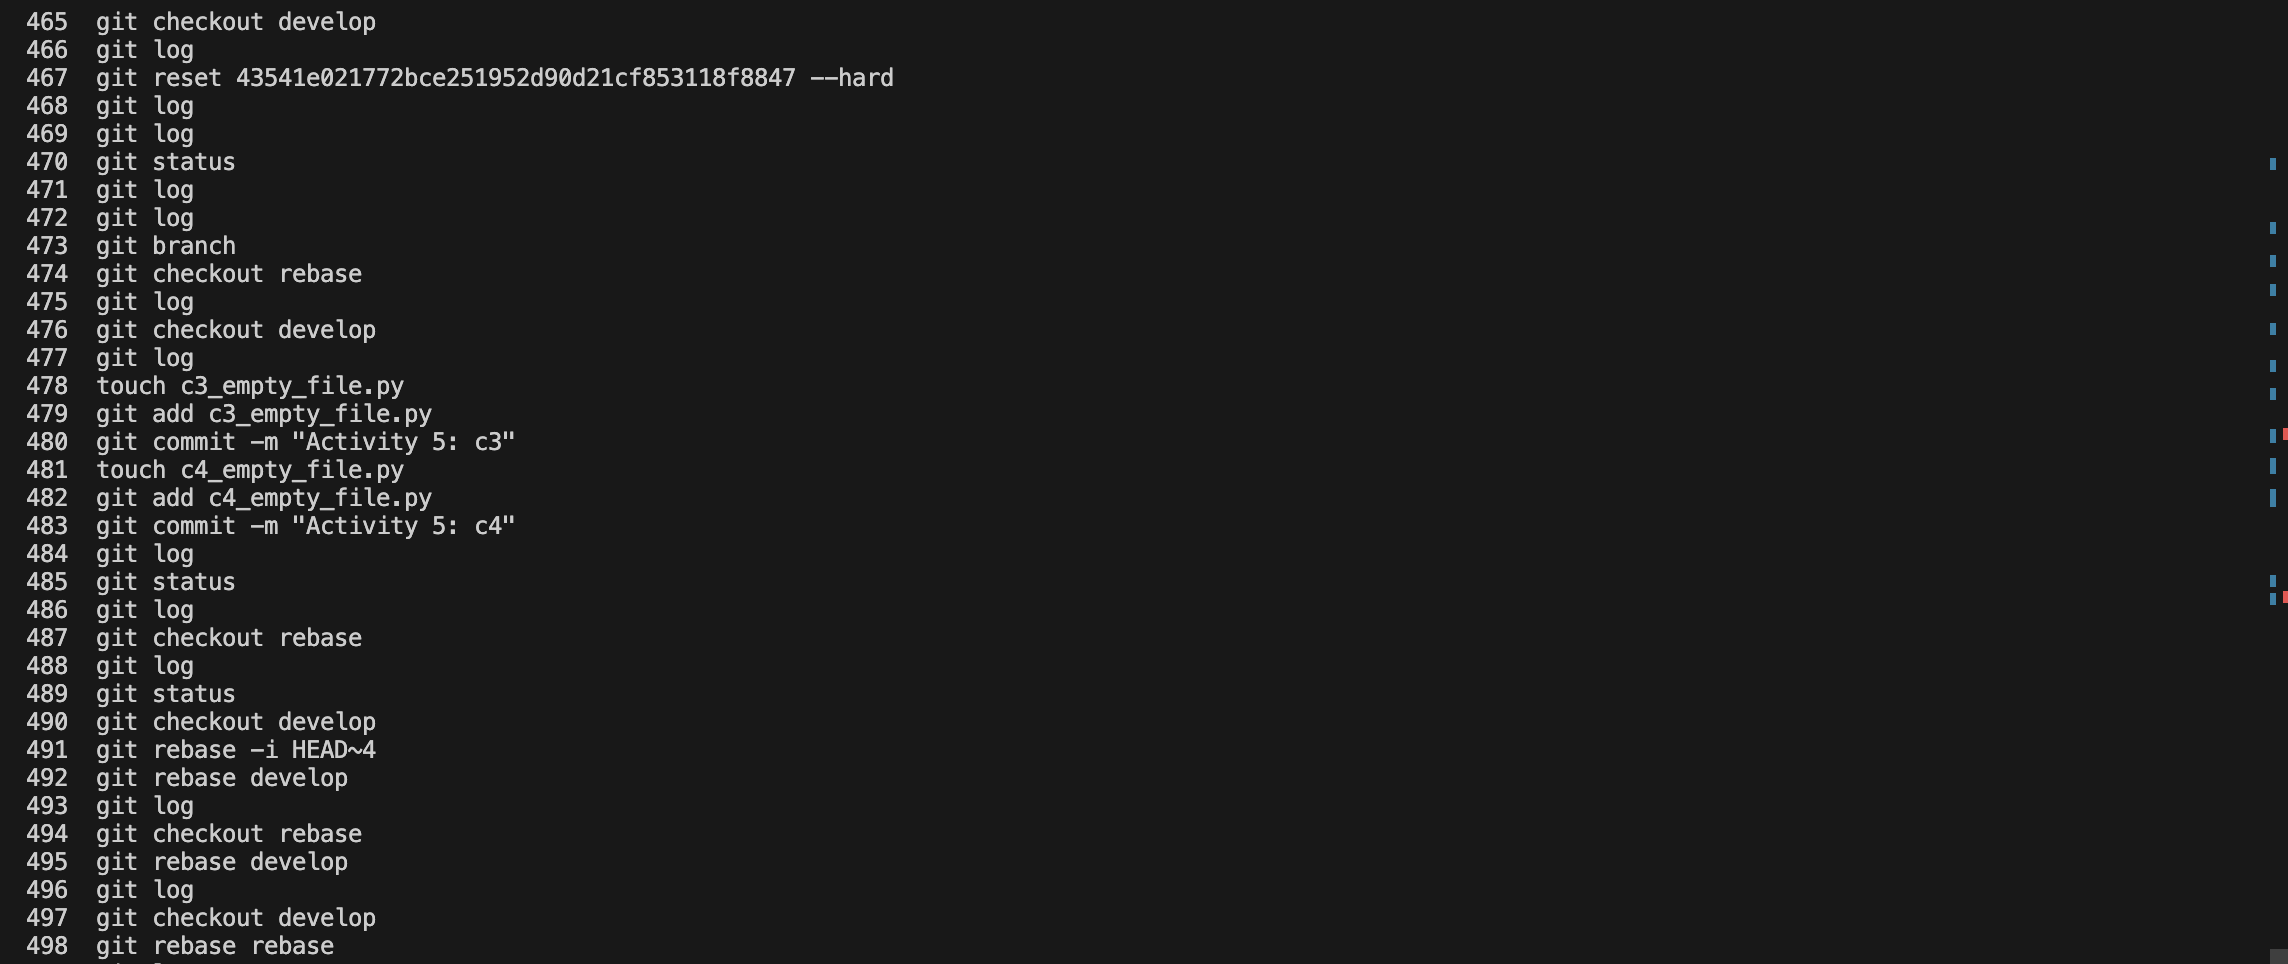 465 git checkout develop
466 git log
467 git reset 43541e021772bce251952d90d21cf853118f8847 --hard
468 git log
469 git log
470 git status
471 git log
472 git log
473 git branch
474 git checkout rebase
475 git log
476 git checkout develop
477 git log
478 touch c3_empty_file.py
479 git add c3_empty_file.py
480 git commit -m "Activity 5: c3"
481 touch c4_empty_file.py
482 git add c4_empty_file.py
483 git commit -m "Activity 5: c4"
484 git log
485 git status
486 git log
487 git checkout rebase
488 git log
489 git status
490 git checkout develop
491 git rebase -i HEAD~4
492 git rebase develop
493 git log
494 git checkout rebase
495 git rebase develop
496 git log
497 git checkout develop
498 git rebase rebase